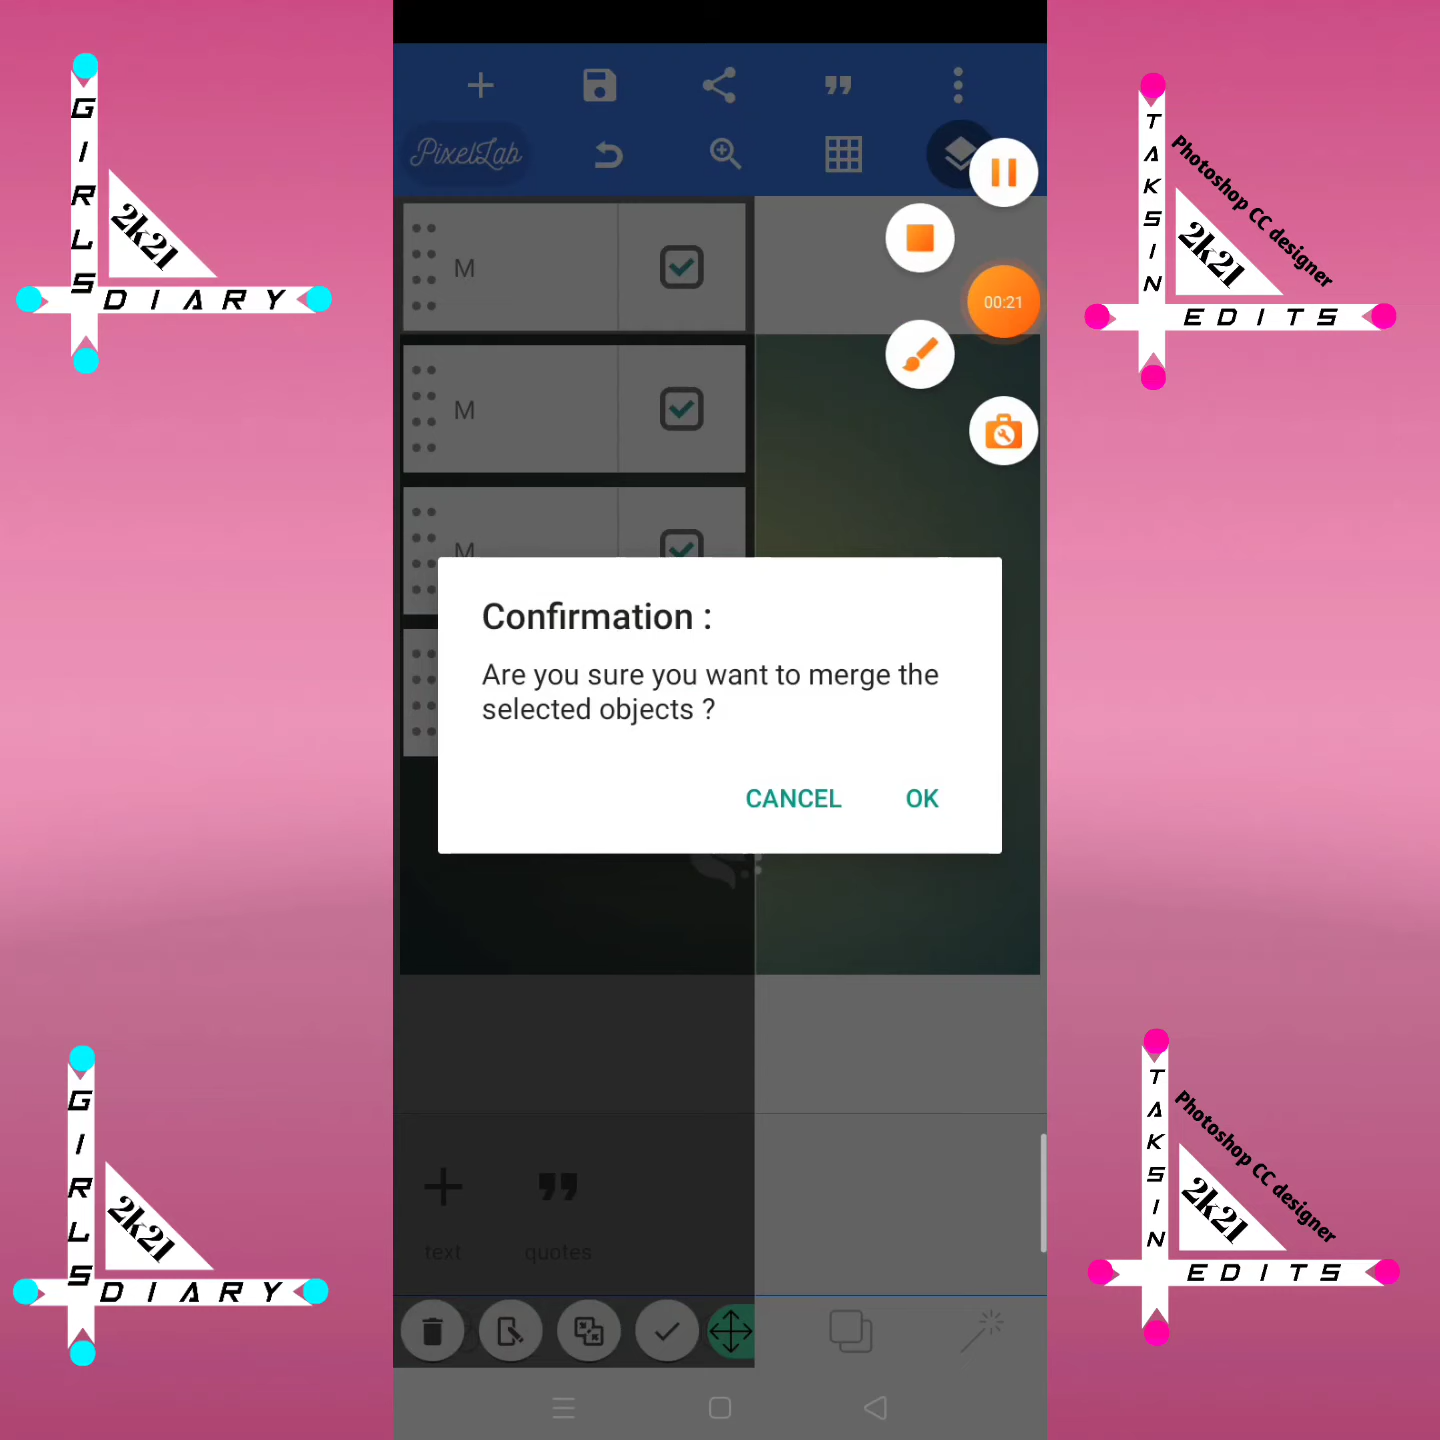 GIRLS
2k21
DIARY
PixelLab
00:21
M
M
M
Confirmation :
Are you sure you want to merge the
selected objects ?
CANCEL OK
text quotes
TAKSIN
Photoshop CC designer
2k21
EDITS
GIRLS
2k21
DIARY
TAKSIN
Photoshop CC designer
2k21
EDITS